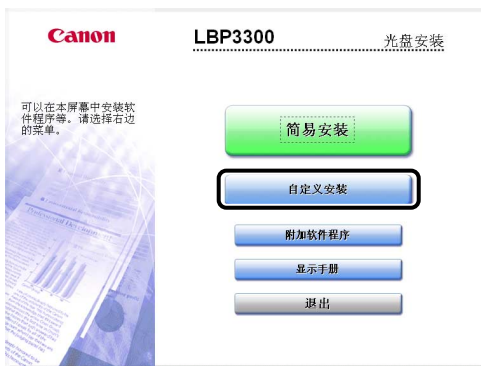 Canon
LBP3300
光盘安装
可以在本屏幕中安装软
件程序等。请选择右边
的菜单。
简易安装
自定义安装
附加软件程序
显示手册
退出
Professional Development